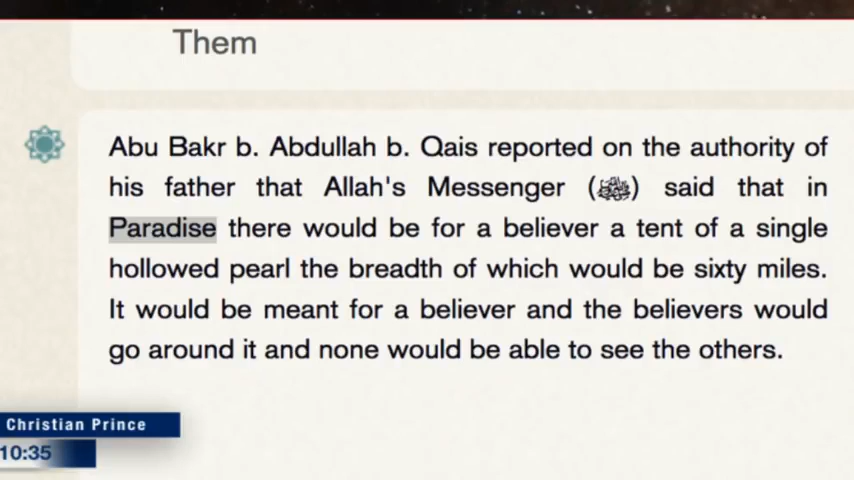 Them
Abu Bakr b. Abdullah b. Qais reported on the authority of
his father that Allah's Messenger (ﷺ) said that in
Paradise there would be for a believer a tent of a single
hollowed pearl the breadth of which would be sixty miles.
It would be meant for a believer and the believers would
go around it and none would be able to see the others.
Christian Prince
10:35